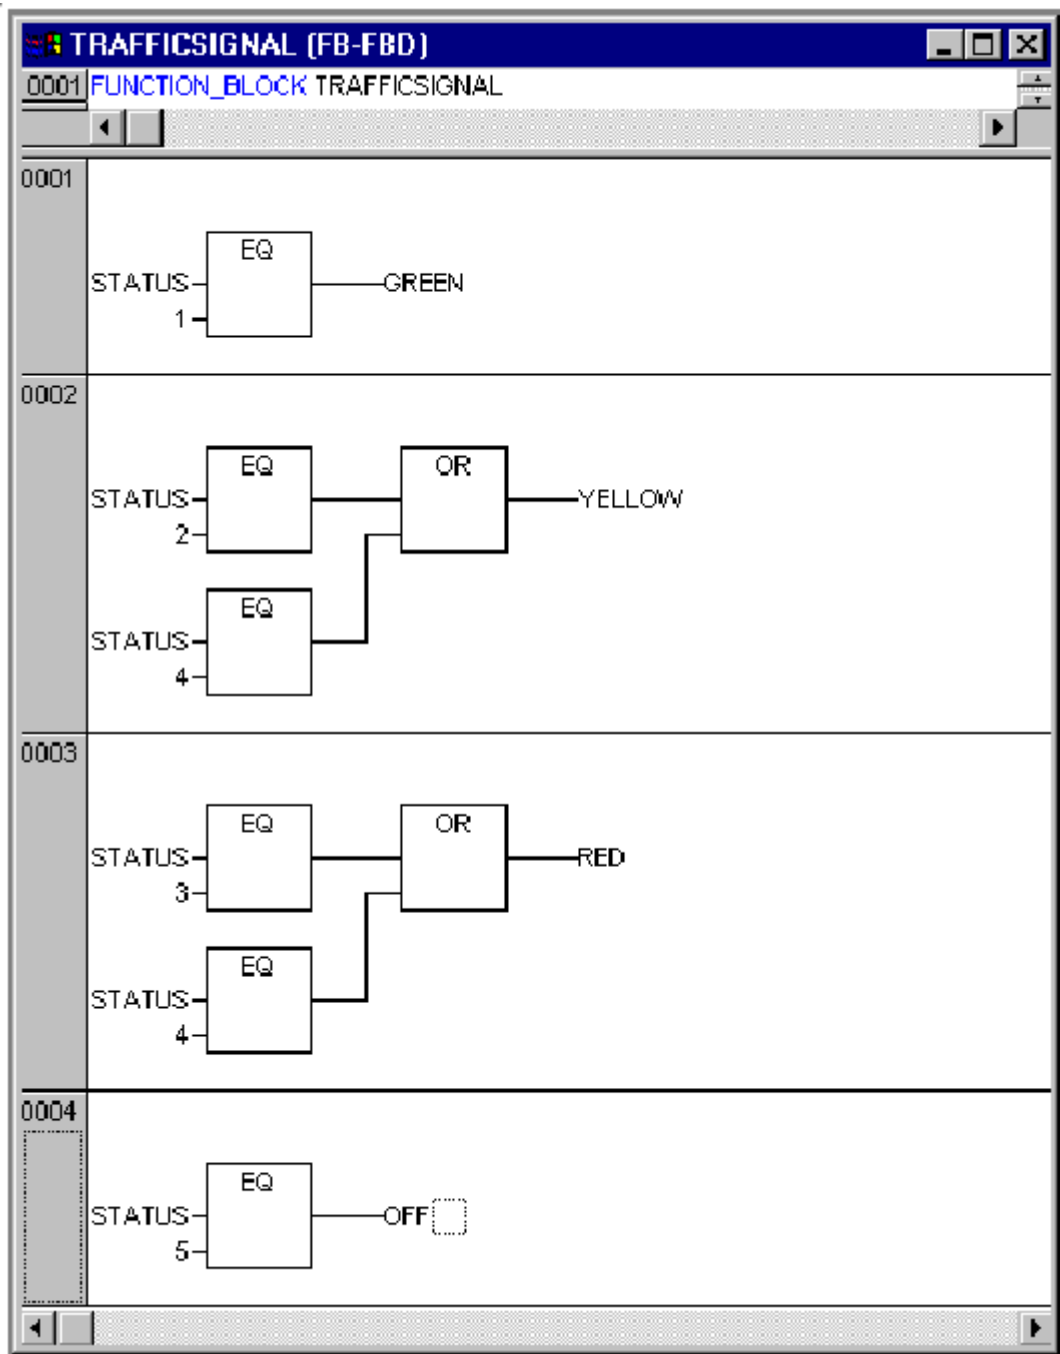 TRAFFICSIGNAL (FB-FBD)
0001 FUNCTION_BLOCK TRAFFICSIGNAL
0001
EQ
STATUS GREEN
1
0002
EQ OR
STATUS YELLOW
2
EQ
STATUS
4
0003
EQ OR
STATUS RED
3
EQ
STATUS
4
0004
EQ
STATUS OFF
5